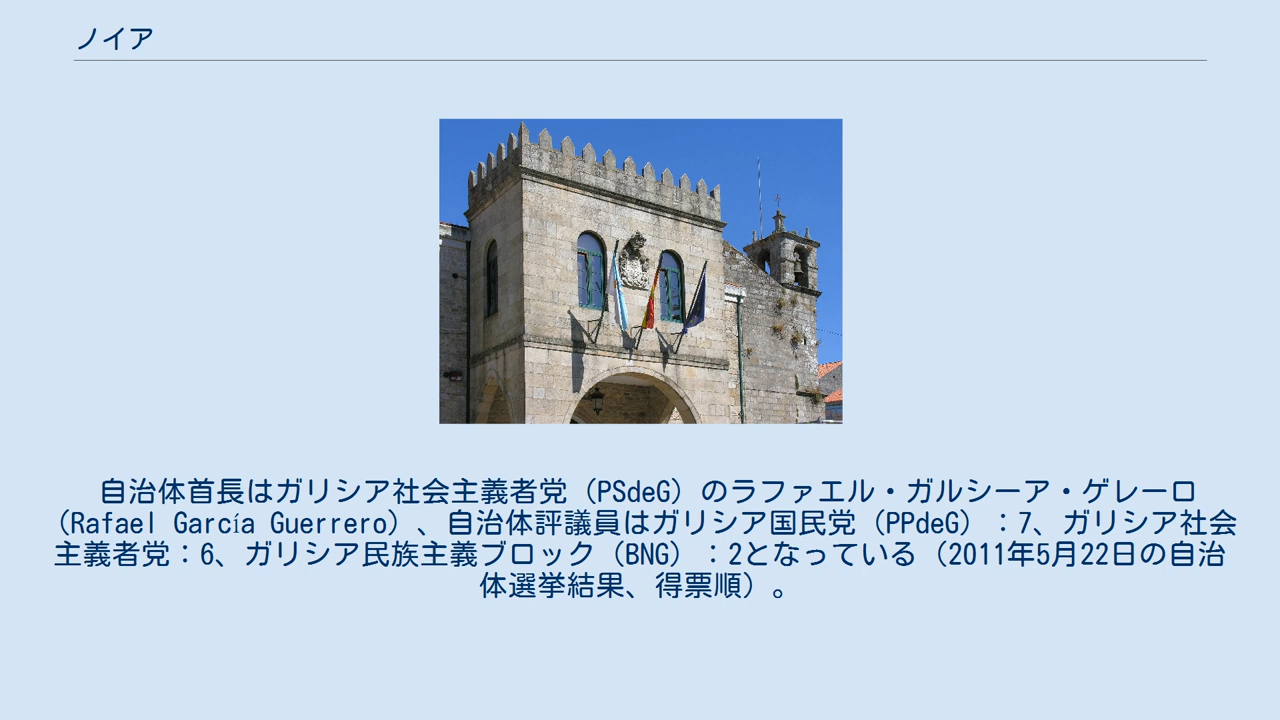 ノイア
自治体首長はガリシア社会主義者党（PSdeG）のラファエル・ガルシーア・ゲレーロ
（Rafael García Guerrero）、自治体評議員はガリシア国民党（PPdeG）：7、ガリシア社会
主義者党：6、ガリシア民族主義ブロック（BNG）：2となっている（2011年5月22日の自治
体選挙結果、得票順）。